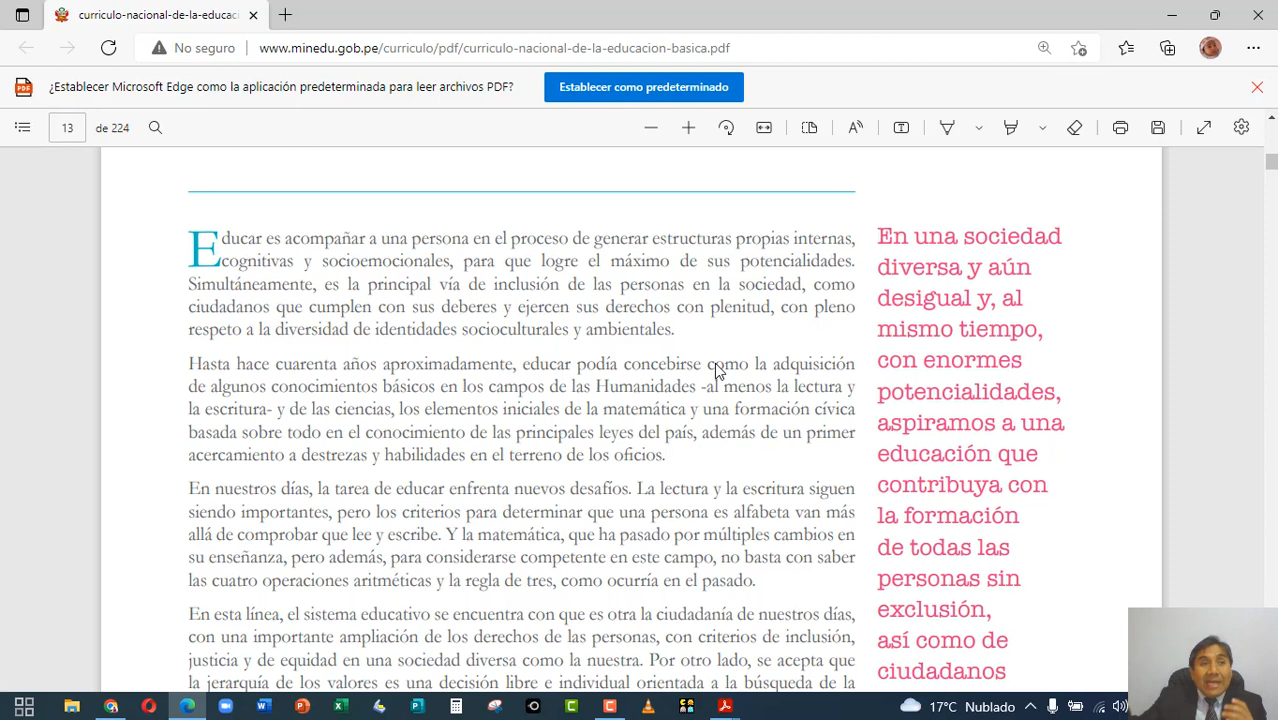 curriculo-nacional-de-la-educacio
No seguro
www.minedu.gob.pe/curriculo/pdf/curriculo-nacional-de-la-educacion-basica.pdf
¿Establecer Microsoft Edge como la aplicación predeterminada para leer archivos PDF?
Establecer como predeterminado
13
de 224
Educar es acompañar a una persona en el proceso de generar estructuras propias internas,
cognitivas y socioemocionales, para que logre el máximo de sus potencialidades.
Simultáneamente, es la principal vía de inclusión de las personas en la sociedad, como
ciudadanos que cumplen con sus deberes y ejercen sus derechos con plenitud, con pleno
respeto a la diversidad de identidades socioculturales y ambientales.
Hasta hace cuarenta años aproximadamente, educar podía concebirse como la adquisición
de algunos conocimientos básicos en los campos de las Humanidades -al menos la lectura y
la escritura- y de las ciencias, los elementos iniciales de la matemática y una formación cívica
basada sobre todo en el conocimiento de las principales leyes del país, además de un primer
acercamiento a destrezas y habilidades en el terreno de los oficios.
En nuestros días, la tarea de educar enfrenta nuevos desafíos. La lectura y la escritura siguen
siendo importantes, pero los criterios para determinar que una persona es alfabeta van más
allá de comprobar que lee y escribe. Y la matemática, que ha pasado por múltiples cambios en
su enseñanza, pero además, para considerarse competente en este campo, no basta con saber
las cuatro operaciones aritméticas y la regla de tres, como ocurría en el pasado.
En esta línea, el sistema educativo se encuentra con que es otra la ciudadanía de nuestros días,
con una importante ampliación de los derechos de las personas, con criterios de inclusión,
justicia y de equidad en una sociedad diversa como la nuestra. Por otro lado, se acepta que
la jerarquía de los valores es una decisión libre e individual orientada a la búsqueda de la
En una sociedad
diversa y aún
desigual y, al
mismo tiempo,
con enormes
potencialidades,
aspiramos a una
educación que
contribuya con
la formación
de todas las
personas sin
exclusión,
así como de
ciudadanos
17°C Nublado